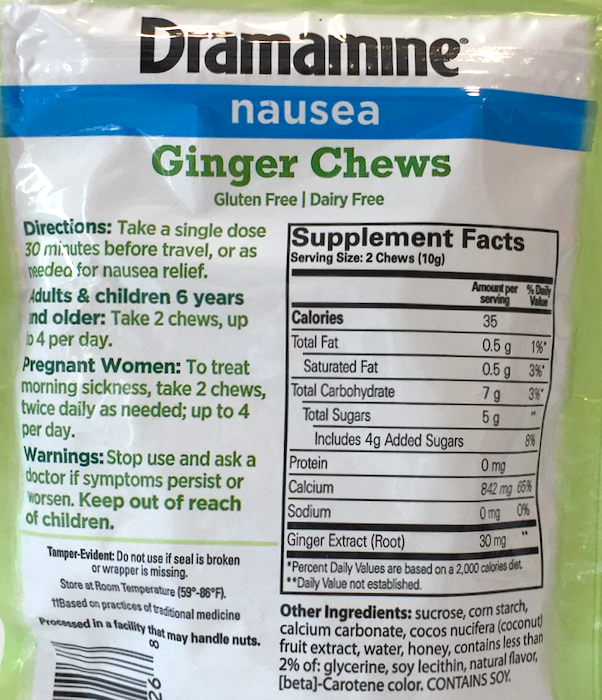 Dramamine®
nausea
Ginger Chews
Gluten Free | Dairy Free
Directions: Take a single dose
30 minutes before travel, or as
needed for nausea relief.
Adults & children 6 years
and older: Take 2 chews, up
to 4 per day.
Pregnant Women: To treat
morning sickness, take 2 chews,
twice daily as needed; up to 4
per day.
Warnings: Stop use and ask a
doctor if symptoms persist or
worsen. Keep out of reach
of children.
Tamper-Evident: Do not use if seal is broken
or wrapper is missing.
Store at Room Temperature (59°-86°F).
††Based on practices of traditional medicine
Processed in a facility that may handle nuts.
26 8
Supplement Facts
Serving Size: 2 Chews (10g)
Amount per serving % Daily Value
Calories 35
Total Fat 0.5 g 1%*
Saturated Fat 0.5 g 3%*
Total Carbohydrate 7 g 3%*
Total Sugars 5 g **
Includes 4g Added Sugars 8%
Protein 0 mg
Calcium 842 mg 65%
Sodium 0 mg 0%
Ginger Extract (Root) 30 mg **
*Percent Daily Values are based on a 2,000 calories diet.
**Daily Value not established.
Other Ingredients: sucrose, corn starch,
calcium carbonate, cocos nucifera (coconut)
fruit extract, water, honey, contains less than
2% of: glycerine, soy lecithin, natural flavor,
[beta]-Carotene color. CONTAINS SOY.